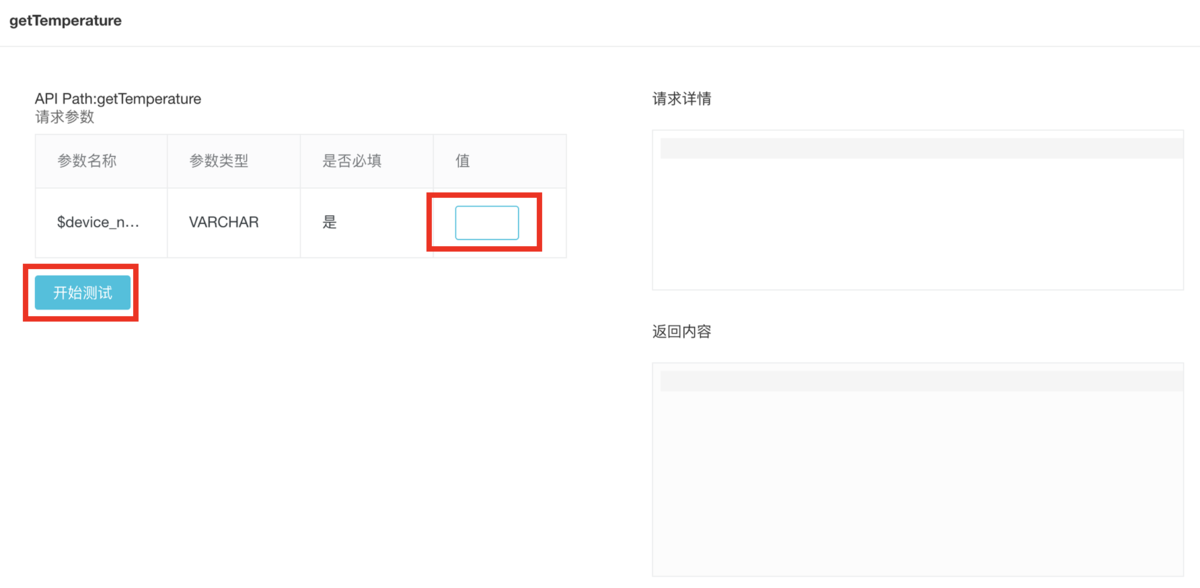 getTemperature
API Path:getTemperature
请求参数
参数名称 参数类型 是否必填 值
$device_n... VARCHAR 是
开始测试
请求详情
返回内容